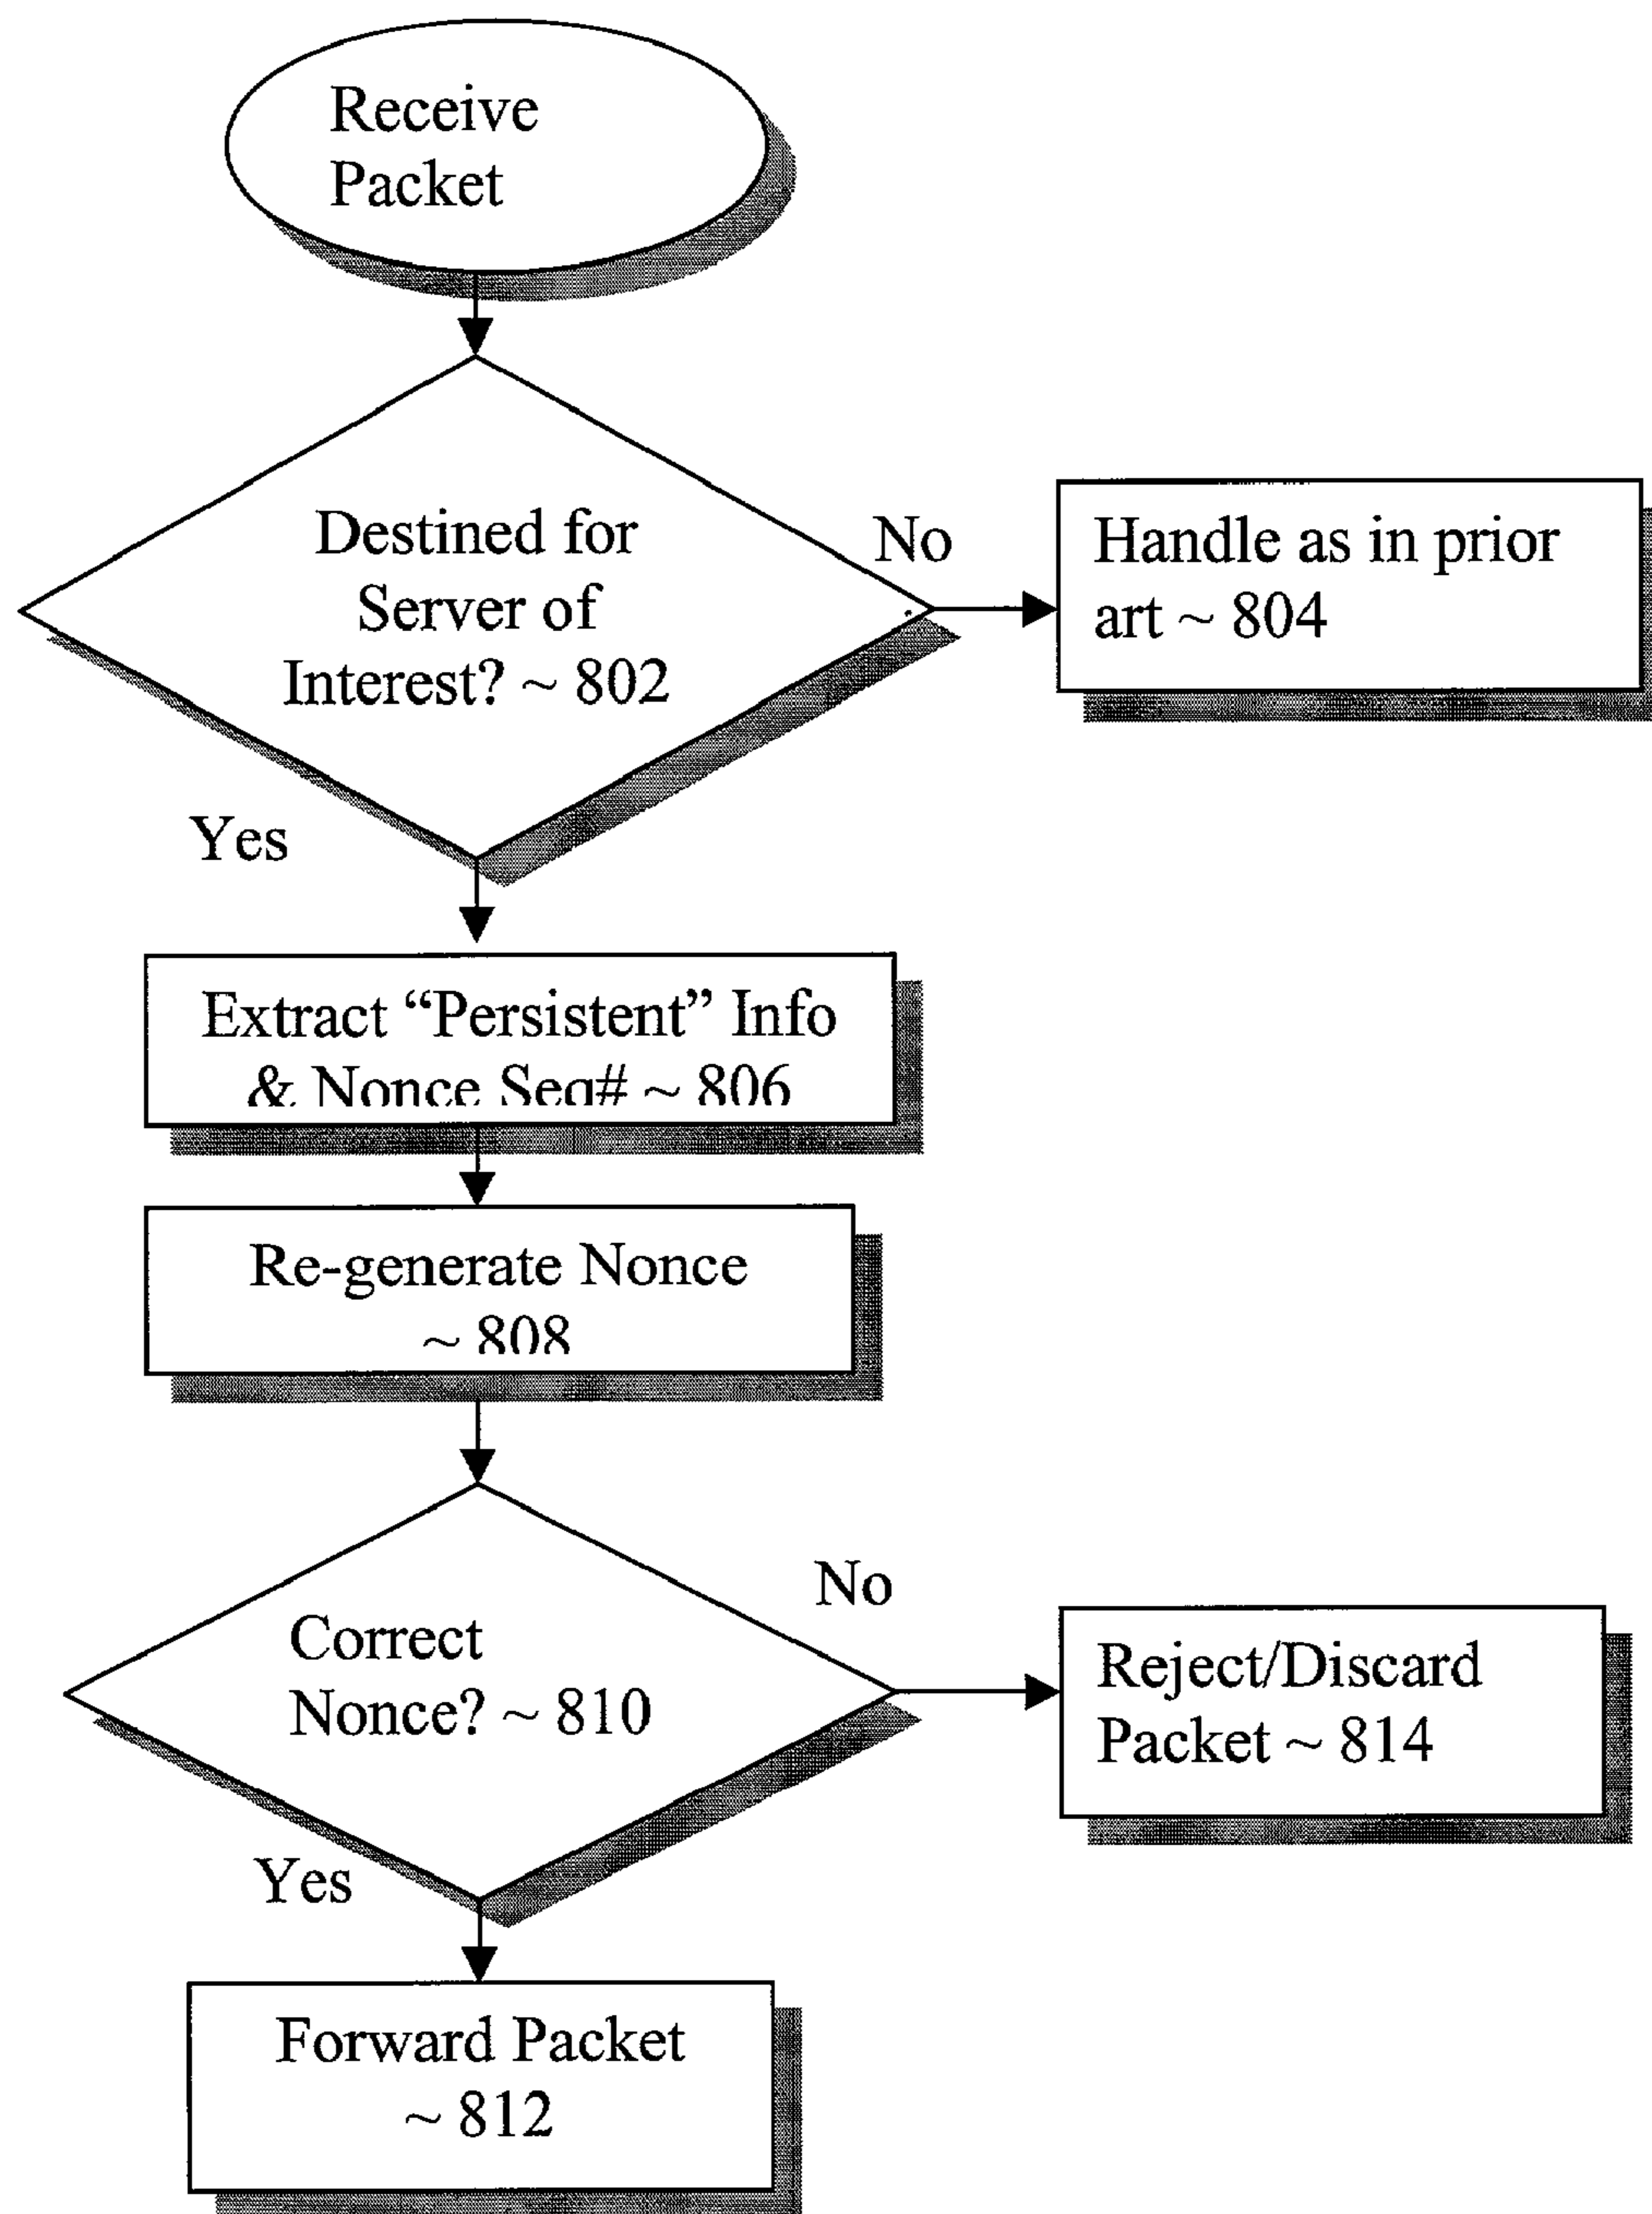 Receive
Packet
Destined for
Server of
Interest? ~ 802
No
Handle as in prior
art ~ 804
Yes
Extract “Persistent” Info
& Nonce Seq# ~ 806
Re-generate Nonce
~ 808
Correct
Nonce? ~ 810
No
Reject/Discard
Packet ~ 814
Yes
Forward Packet
~ 812